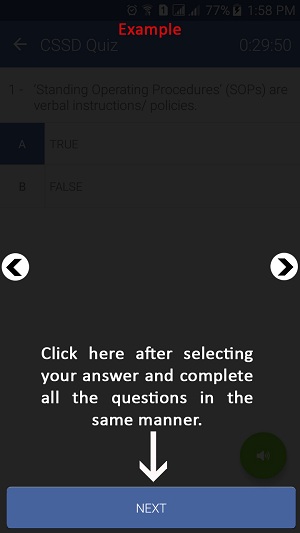 77% 1:58 PM
Example
CSSD Quiz 0:29:50
1 - 'Standing Operating Procedures' (SOPs) are
verbal instructions/ policies.
A TRUE
B FALSE
Click here after selecting
your answer and complete
all the questions in the
same manner.
NEXT